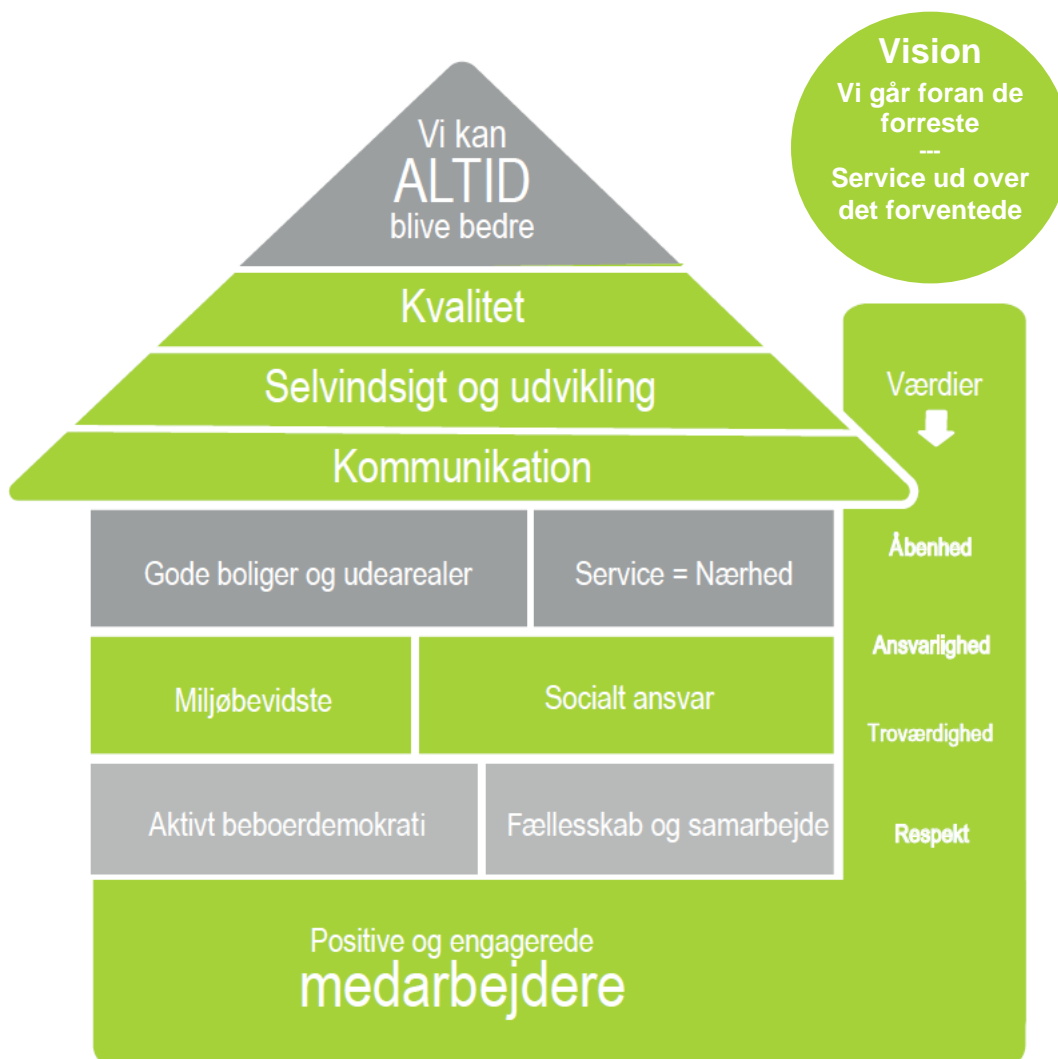 Vision
Vi går foran de
forreste
---
Service ud over
det forventede
Vi kan
ALTID
blive bedre
Kvalitet
Selvindsigt og udvikling
Kommunikation
Gode boliger og udearealer
Service = Nærhed
Miljøbevidste
Socialt ansvar
Aktivt beboerdemokrati
Fællesskab og samarbejde
Positive og engagerede
medarbejdere
Værdier
Åbenhed
Ansvarlighed
Troværdighed
Respekt